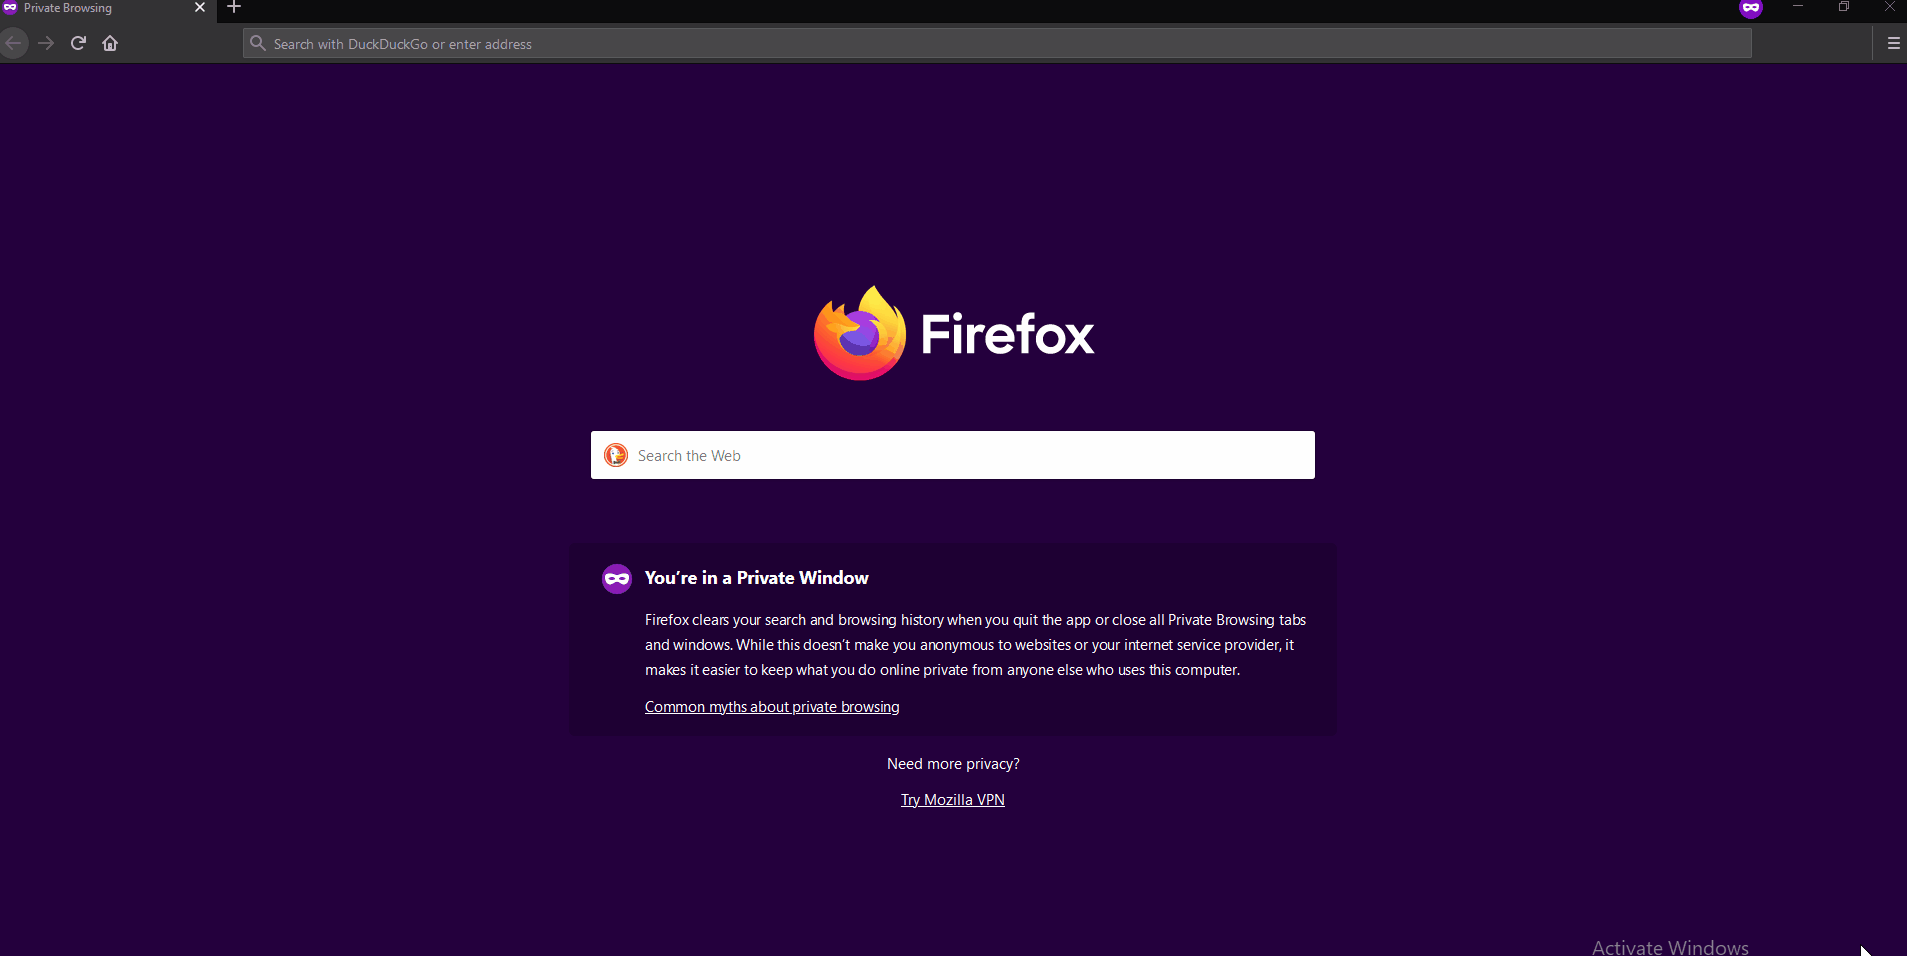 Private Browsing
Search with DuckDuckGo or enter address
Firefox
Search the Web
You're in a Private Window
Firefox clears your search and browsing history when you quit the app or close all Private Browsing tabs
and windows. While this doesn't make you anonymous to websites or your internet service provider, it
makes it easier to keep what you do online private from anyone else who uses this computer.
Common myths about private browsing
Need more privacy?
Try Mozilla VPN
Activate Windows